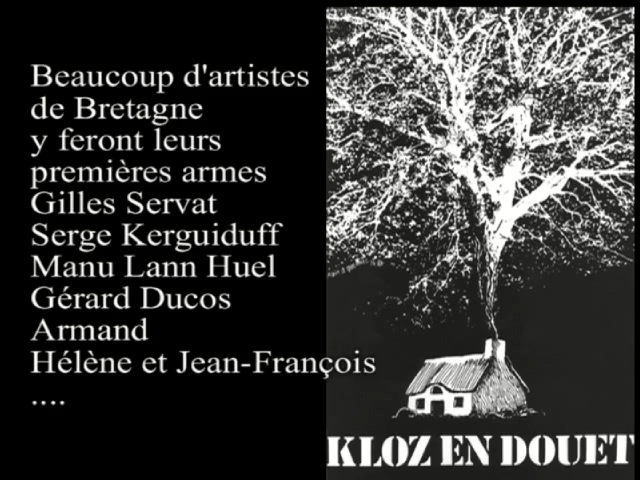 Beaucoup d'artistes
de Bretagne
y feront leurs
premières armes
Gilles Servat
Serge Kerguiduff
Manu Lann Huel
Gérard Ducos
Armand
Hélène et Jean-François
....
KLOZ EN DOUET